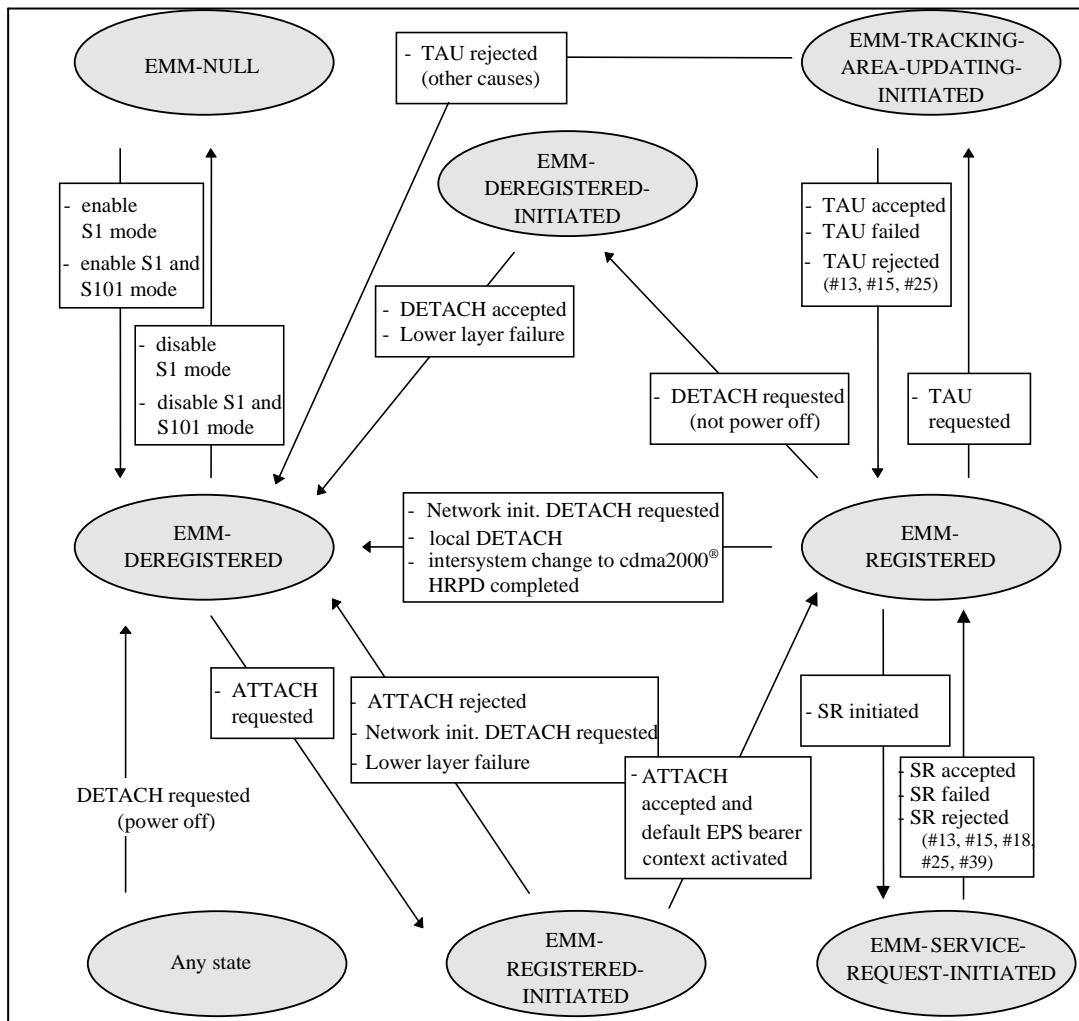 EMM-NULL
- TAU rejected
(other causes)
EMM-TRACKING-
AREA-UPDATING-
INITIATED
EMM-
DEREGISTERED-
INITIATED
- enable
S1 mode
- enable S1 and
S101 mode
- TAU accepted
- TAU failed
- TAU rejected
(#13, #15, #25)
- DETACH accepted
- Lower layer failure
- disable
S1 mode
- disable S1 and
S101 mode
- DETACH requested
(not power off)
- TAU
requested
EMM-
DEREGISTERED
- Network init. DETACH requested
- local DETACH
- intersystem change to cdma2000®
HRPD completed
EMM-
REGISTERED
- ATTACH
requested
- ATTACH rejected
- Network init. DETACH requested
- Lower layer failure
- SR initiated
DETACH requested
(power off)
- ATTACH
accepted and
default EPS bearer
context activated
- SR accepted
- SR failed
- SR rejected
(#13, #15, #18,
#25, #39)
Any state
EMM-
REGISTERED-
INITIATED
EMM-SERVICE-
REQUEST-INITIATED